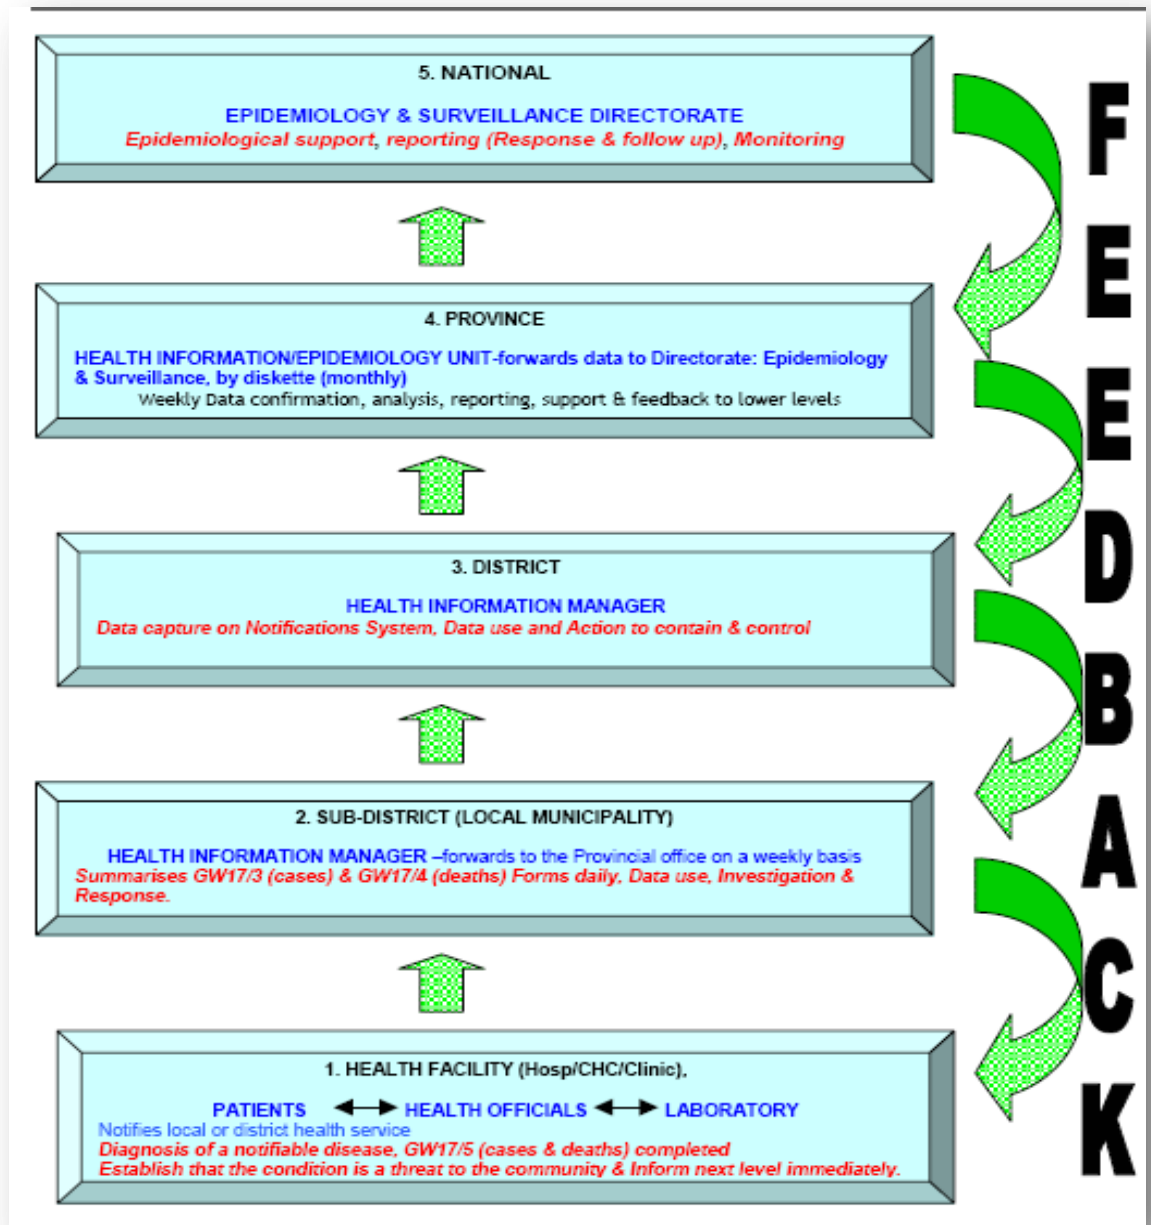 5. NATIONAL
EPIDEMIOLOGY & SURVEILLANCE DIRECTORATE
Epidemiological support, reporting (Response & follow up), Monitoring
4. PROVINCE
HEALTH INFORMATION/EPIDEMIOLOGY UNIT-forwards data to Directorate: Epidemiology
& Surveillance, by diskette (monthly)
Weekly Data confirmation, analysis, reporting, support & feedback to lower levels
3. DISTRICT
HEALTH INFORMATION MANAGER
Data capture on Notifications System, Data use and Action to contain & control
2. SUB-DISTRICT (LOCAL MUNICIPALITY)
HEALTH INFORMATION MANAGER –forwards to the Provincial office on a weekly basis
Summarises GW17/3 (cases) & GW17/4 (deaths) Forms daily, Data use, Investigation &
Response.
1. HEALTH FACILITY (Hosp/CHC/Clinic),
PATIENTS HEALTH OFFICIALS LABORATORY
Notifies local or district health service
Diagnosis of a notifiable disease, GW17/5 (cases & deaths) completed
Establish that the condition is a threat to the community & Inform next level immediately.
FEEDBACK